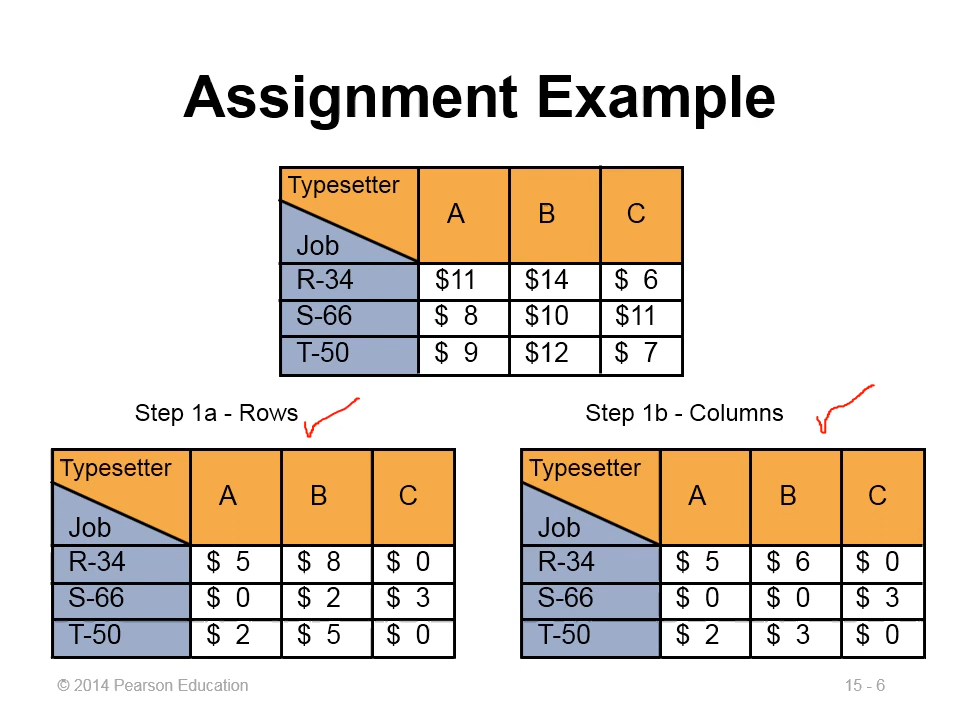 Assignment Example
Typesetter
A B C
Job
R-34 $11 $14 $ 6
S-66 $ 8 $10 $11
T-50 $ 9 $12 $ 7
Step 1a - Rows
Typesetter
A B C
Job
R-34 $ 5 $ 8 $ 0
S-66 $ 0 $ 2 $ 3
T-50 $ 2 $ 5 $ 0
Step 1b - Columns
Typesetter
A B C
Job
R-34 $ 5 $ 6 $ 0
S-66 $ 0 $ 0 $ 3
T-50 $ 2 $ 3 $ 0
© 2014 Pearson Education
15 - 6